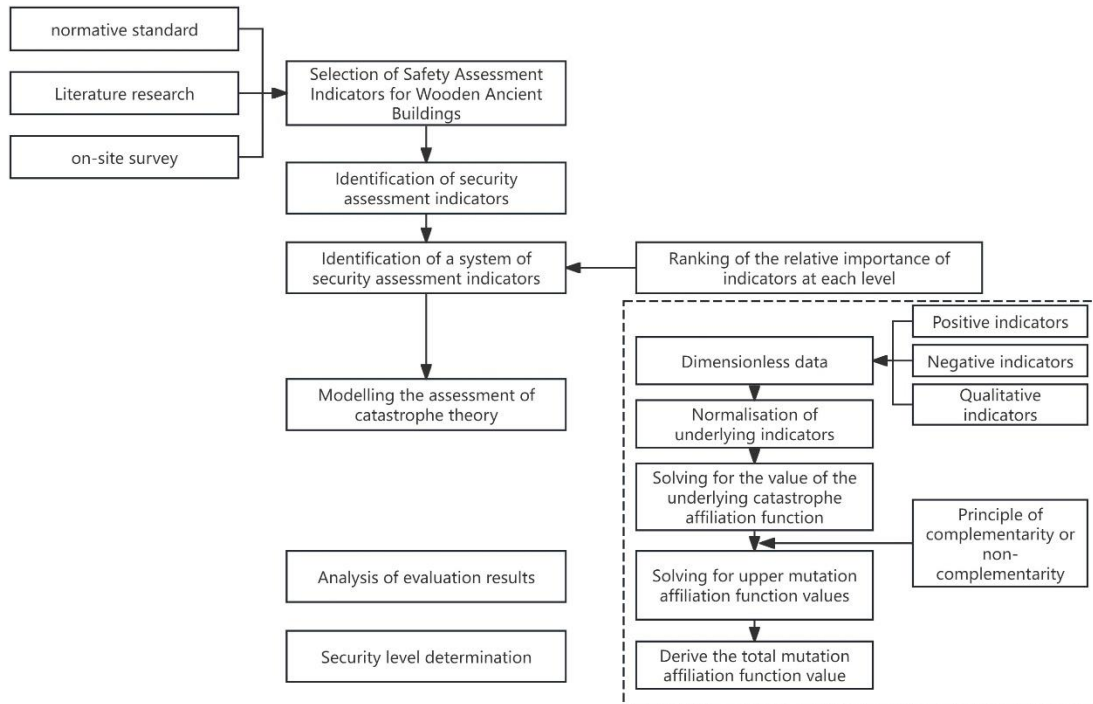 normative standard
Literature research
on-site survey
Selection of Safety Assessment
Indicators for Wooden Ancient
Buildings
Identification of security
assessment indicators
Identification of a system of
security assessment indicators
Ranking of the relative importance of
indicators at each level
Modelling the assessment of
catastrophe theory
Analysis of evaluation results
Security level determination
Positive indicators
Negative indicators
Qualitative
indicators
Dimensionless data
Normalisation of
underlying indicators
Solving for the value of the
underlying catastrophe
affiliation function
Principle of
complementarity or
non-
complementarity
Solving for upper mutation
affiliation function values
Derive the total mutation
affiliation function value